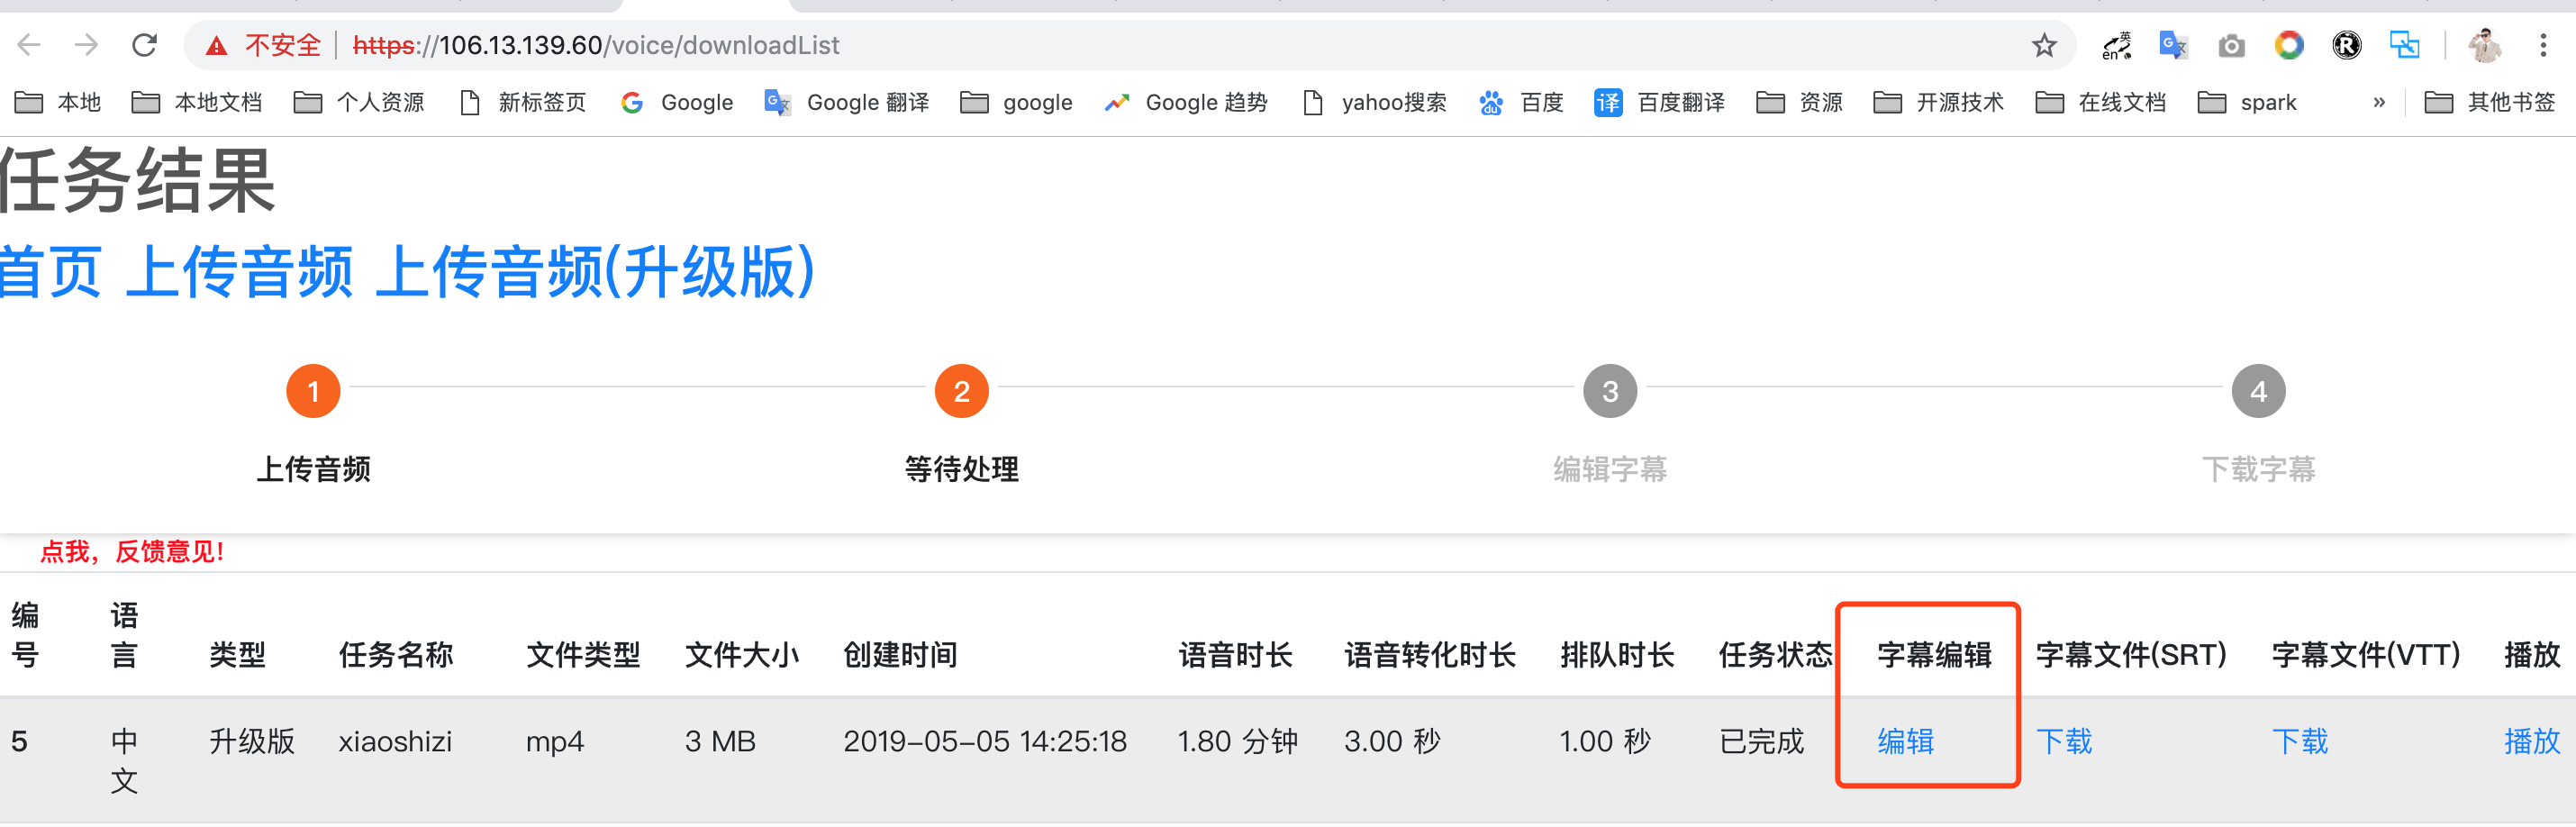 不安全 https://106.13.139.60/voice/downloadList 英 en G 文 R
本地 本地文档 个人资源 新标签页 Google Google 翻译 google Google 趋势 yahoo搜索 du 百度 译 百度翻译 资源 开源技术 在线文档 spark » 其他书签
任务结果
首页 上传音频 上传音频(升级版)
1 2 3 4
上传音频 等待处理 编辑字幕 下载字幕
点我，反馈意见!
编号 语言 类型 任务名称 文件类型 文件大小 创建时间 语音时长 语音转化时长 排队时长 任务状态 字幕编辑 字幕文件(SRT) 字幕文件(VTT) 播放
5 中文 升级版 xiaoshizi mp4 3 MB 2019-05-05 14:25:18 1.80 分钟 3.00 秒 1.00 秒 已完成 编辑 下载 下载 播放